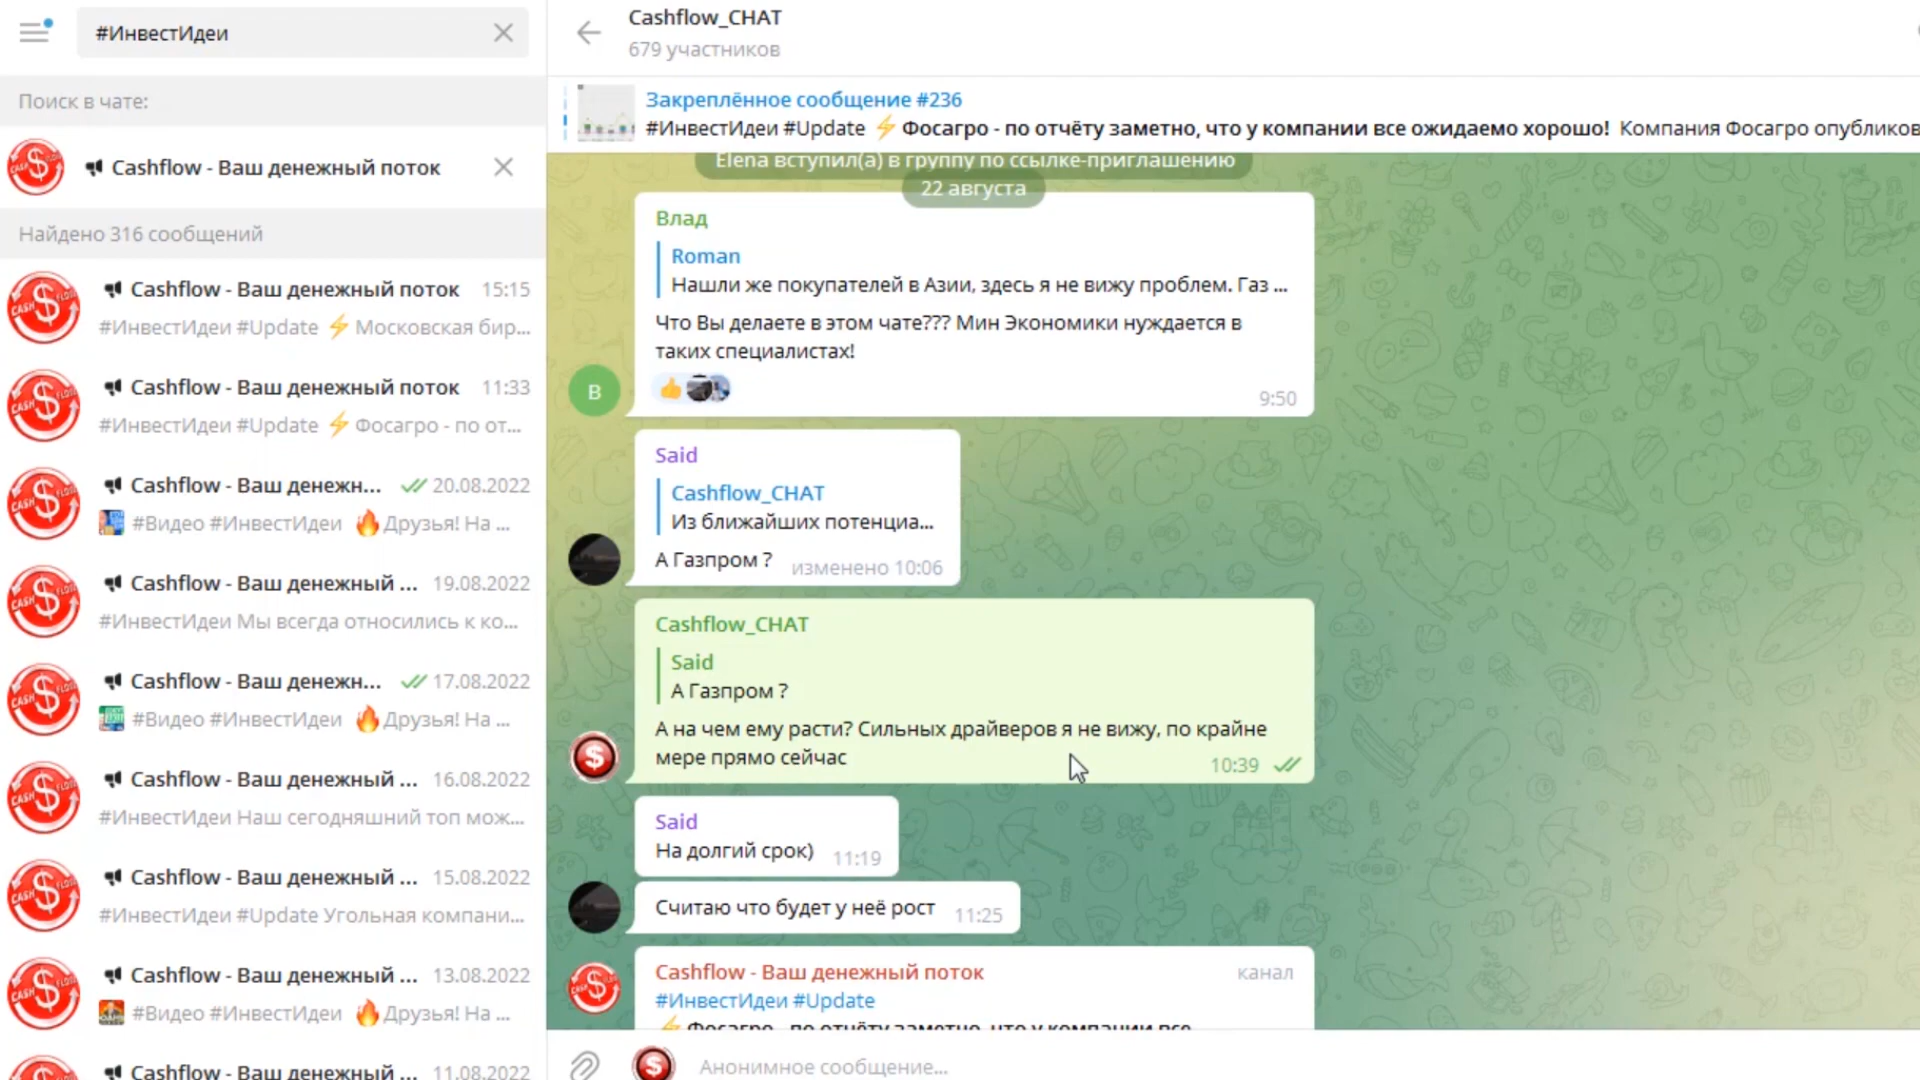 #ИнвестИдеи
Поиск в чате:
Cashflow - Ваш денежный поток
Найдено 316 сообщений
Cashflow - Ваш денежный поток 15:15
#ИнвестИдеи #Update ⚡ Московская бир...
Cashflow - Ваш денежный поток 11:33
#ИнвестИдеи #Update ⚡ Фосагро - по от...
Cashflow - Ваш денежн... 20.08.2022
#Видео #ИнвестИдеи 🔥Друзья! На ...
Cashflow - Ваш денежный ... 19.08.2022
#ИнвестИдеи Мы всегда относились к ко...
Cashflow - Ваш денежн... 17.08.2022
#Видео #ИнвестИдеи 🔥Друзья! На ...
Cashflow - Ваш денежный ... 16.08.2022
#ИнвестИдеи Наш сегодняшний топ мож...
Cashflow - Ваш денежный ... 15.08.2022
#ИнвестИдеи #Update Угольная компани...
Cashflow - Ваш денежный ... 13.08.2022
#Видео #ИнвестИдеи 🔥Друзья! На ...
Cashflow - Ваш денежный ... 11.08.2022
Cashflow_CHAT
679 участников
Закреплённое сообщение #236
#ИнвестИдеи #Update ⚡ Фосагро - по отчёту заметно, что у компании все ожидаемо хорошо! Компания Фосагро опубликов
Elena вступил(а) в группу по ссылке-приглашению
22 августа
Влад
Roman
Нашли же покупателей в Азии, здесь я не вижу проблем. Газ ...
Что Вы делаете в этом чате??? Мин Экономики нуждается в
таких специалистах!
В
9:50
Said
Cashflow_CHAT
Из ближайших потенциа...
А Газпром ? изменено 10:06
Cashflow_CHAT
Said
А Газпром ?
А на чем ему расти? Сильных драйверов я не вижу, по крайне
мере прямо сейчас
10:39
Said
На долгий срок) 11:19
Считаю что будет у неё рост 11:25
Cashflow - Ваш денежный поток канал
#ИнвестИдеи #Update
⚡ Фосагро - по отчёту заметно, что у компании все
Анонимное сообщение...